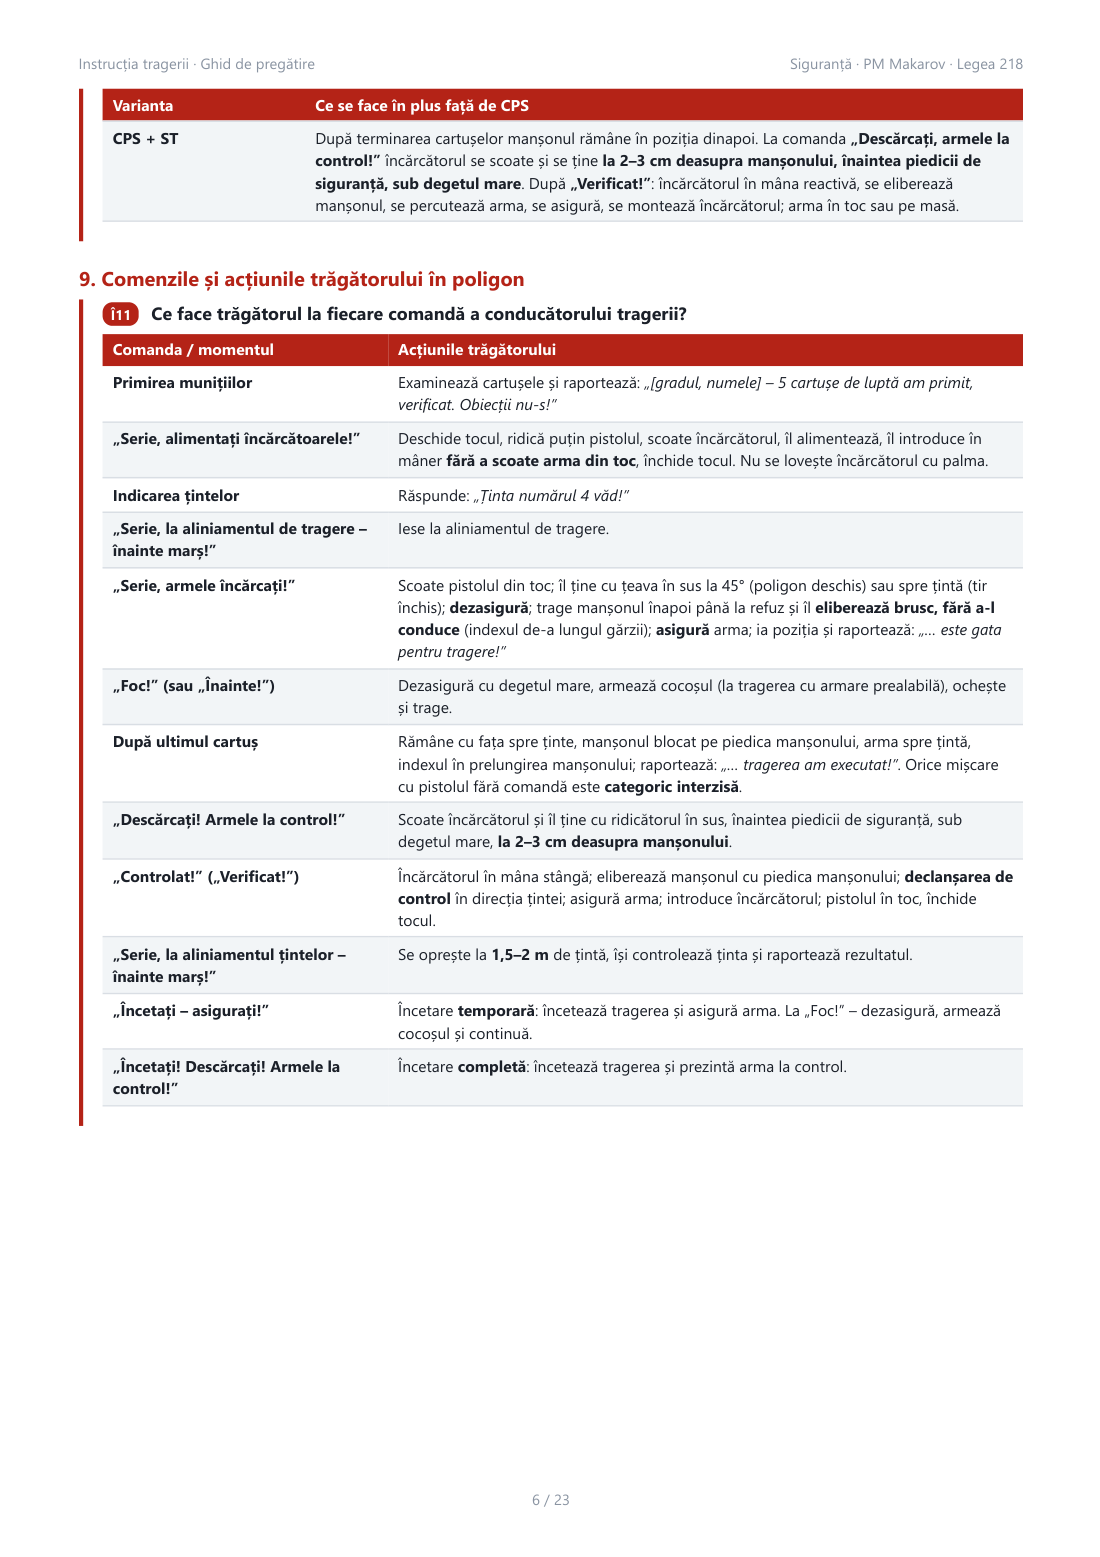 Instrucția tragerii · Ghid de pregătire
Siguranță · PM Makarov · Legea 218
Varianta
Ce se face în plus față de CPS
CPS + ST
După terminarea cartușelor manșonul rămâne în poziția dinapoi. La comanda „Descărcați, armele la
control!” încărcătorul se scoate și se ține la 2–3 cm deasupra manșonului, înaintea piedicii de
siguranță, sub degetul mare. După „Verificat!”: încărcătorul în mâna reactivă, se eliberează
manșonul, se percutează arma, se asigură, se montează încărcătorul; arma în toc sau pe masă.
9. Comenzile și acțiunile trăgătorului în poligon
Î11 Ce face trăgătorul la fiecare comandă a conducătorului tragerii?
Comanda / momentul
Acțiunile trăgătorului
Primirea munițiilor
Examinează cartușele și raportează: „[gradul, numele] – 5 cartușe de luptă am primit,
verificat. Obiecții nu-s!”
„Serie, alimentați încărcătoarele!”
Deschide tocul, ridică puțin pistolul, scoate încărcătorul, îl alimentează, îl introduce în
mâner fără a scoate arma din toc, închide tocul. Nu se lovește încărcătorul cu palma.
Indicarea țintelor
Răspunde: „Ținta numărul 4 văd!”
„Serie, la aliniamentul de tragere –
înainte marș!”
Iese la aliniamentul de tragere.
„Serie, armele încărcați!”
Scoate pistolul din toc; îl ține cu țeava în sus la 45° (poligon deschis) sau spre țintă (tir
închis); dezasigură; trage manșonul înapoi până la refuz și îl eliberează brusc, fără a-l
conduce (indexul de-a lungul gărzii); asigură arma; ia poziția și raportează: „… este gata
pentru tragere!”
„Foc!” (sau „Înainte!”)
Dezasigură cu degetul mare, armează cocoșul (la tragerea cu armare prealabilă), ochește
și trage.
După ultimul cartuș
Rămâne cu fața spre ținte, manșonul blocat pe piedica manșonului, arma spre țintă,
indexul în prelungirea manșonului; raportează: „… tragerea am executat!”. Orice mișcare
cu pistolul fără comandă este categoric interzisă.
„Descărcați! Armele la control!”
Scoate încărcătorul și îl ține cu ridicătorul în sus, înaintea piedicii de siguranță, sub
degetul mare, la 2–3 cm deasupra manșonului.
„Controlat!” („Verificat!”)
Încărcătorul în mâna stângă; eliberează manșonul cu piedica manșonului; declanșarea de
control în direcția țintei; asigură arma; introduce încărcătorul; pistolul în toc, închide
tocul.
„Serie, la aliniamentul țintelor –
înainte marș!”
Se oprește la 1,5–2 m de țintă, își controlează ținta și raportează rezultatul.
„Încetați – asigurați!”
Încetare temporară: încetează tragerea și asigură arma. La „Foc!” – dezasigură, armează
cocoșul și continuă.
„Încetați! Descărcați! Armele la
control!”
Încetare completă: încetează tragerea și prezintă arma la control.
6 / 23